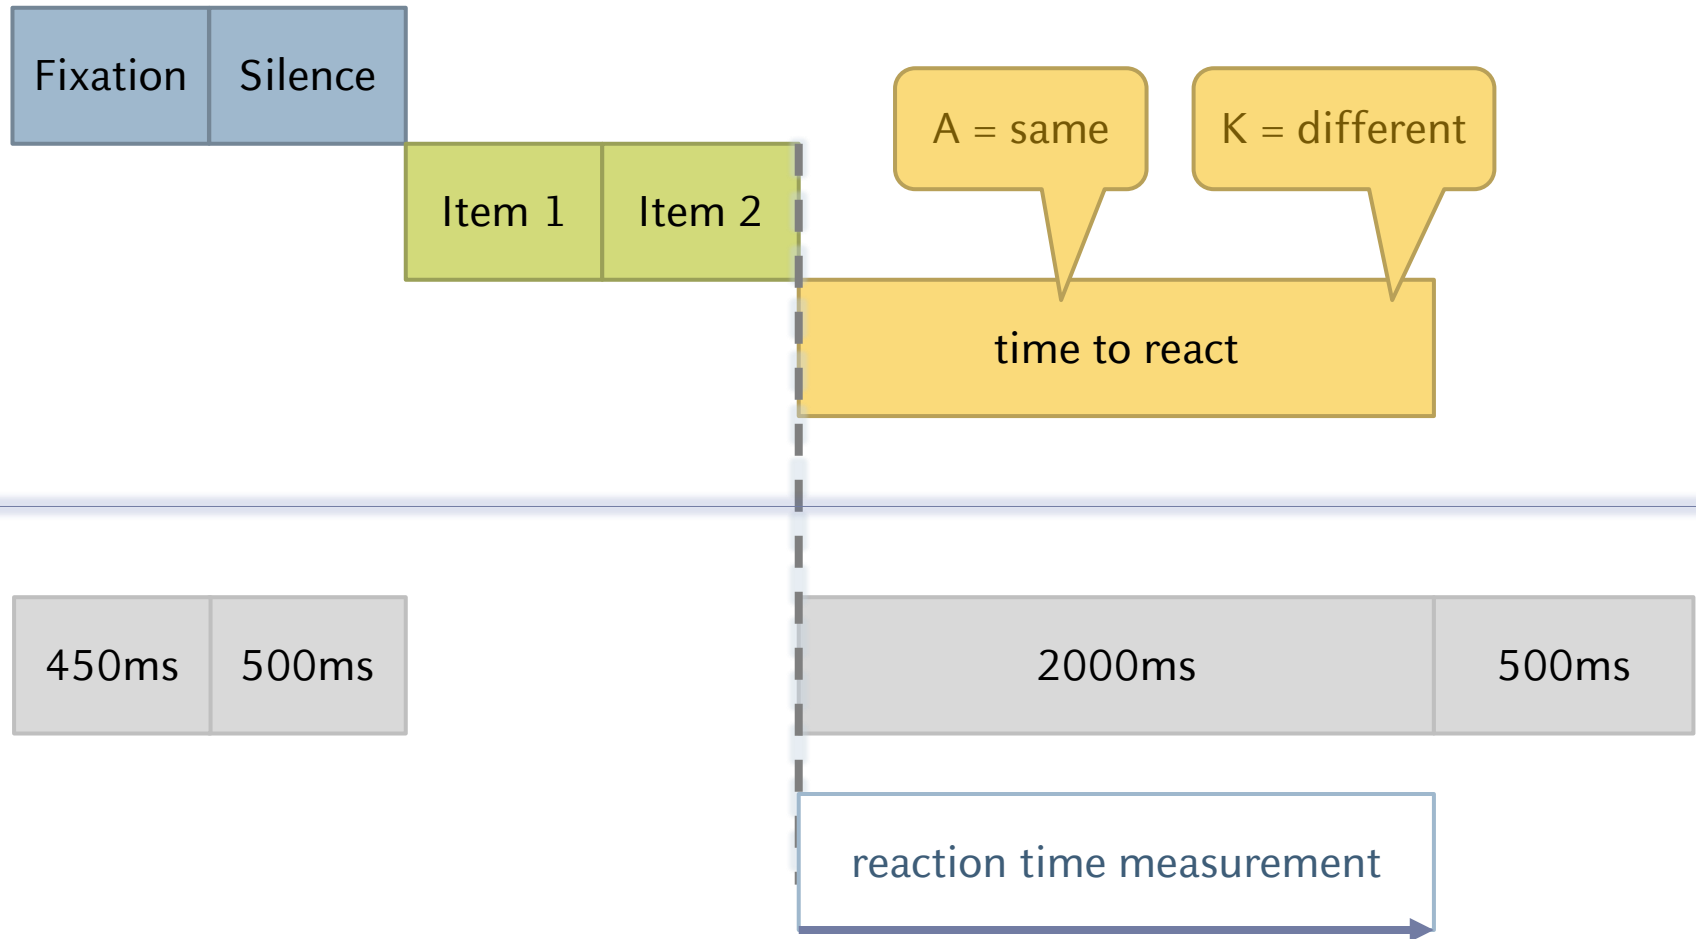 Fixation
Silence
A = same
K = different
Item 1
Item 2
time to react
450ms
500ms
2000ms
500ms
reaction time measurement